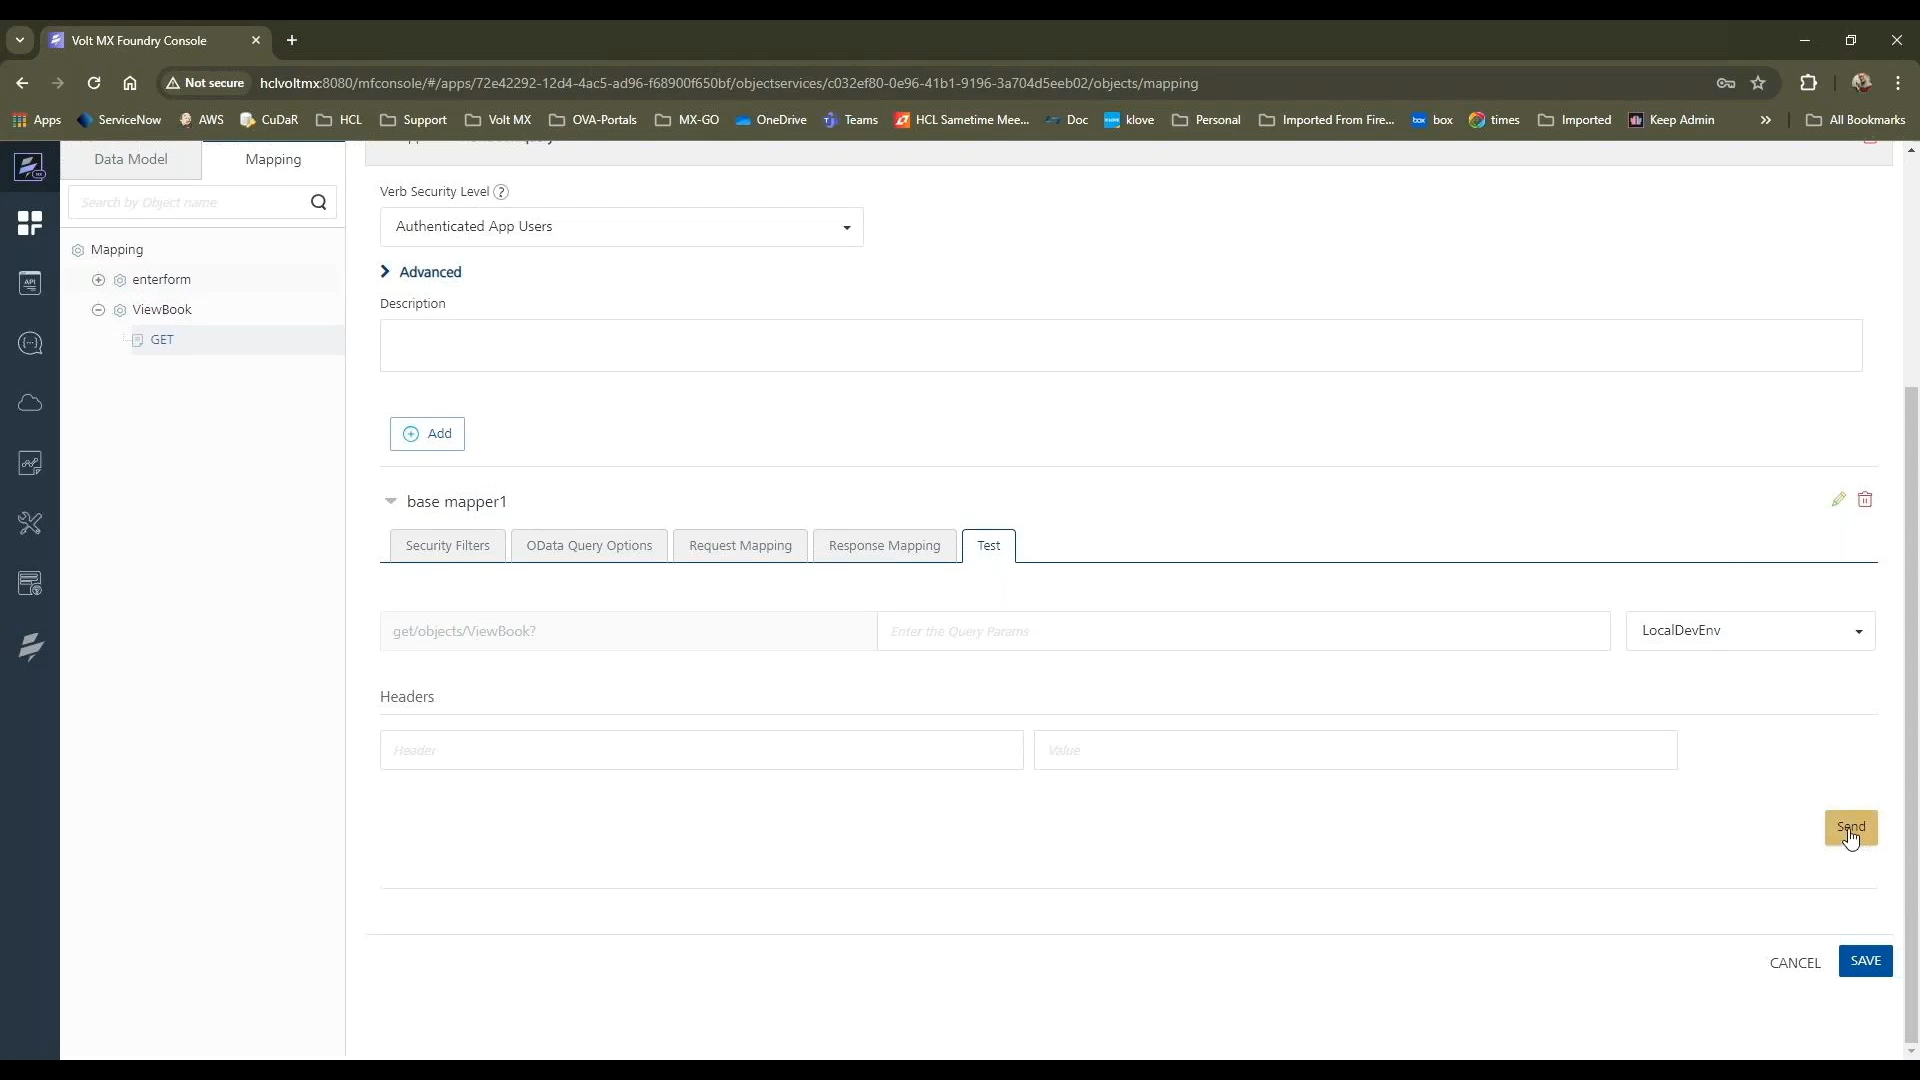 Volt MX Foundry Console
Not secure hclvoltmx:8080/mfconsole/#/apps/72e42292-12d4-4ac5-ad96-f68900f650bf/objectservices/c032ef80-0e96-41b1-9196-3a704d5eeb02/objects/mapping
Apps ServiceNow AWS CuDaR HCL Support Volt MX OVA-Portals MX-GO OneDrive Teams HCL Sametime Mee... Doc klove Personal Imported From Fire... box times Imported Keep Admin » All Bookmarks
Data Model Mapping
Search by Object name
Mapping
enterform
ViewBook
GET
Verb Security Level ?
Authenticated App Users
Advanced
Description
Add
base mapper1
Security Filters OData Query Options Request Mapping Response Mapping Test
get/objects/ViewBook? Enter the Query Params LocalDevEnv
Headers
Header Value
Send
CANCEL SAVE